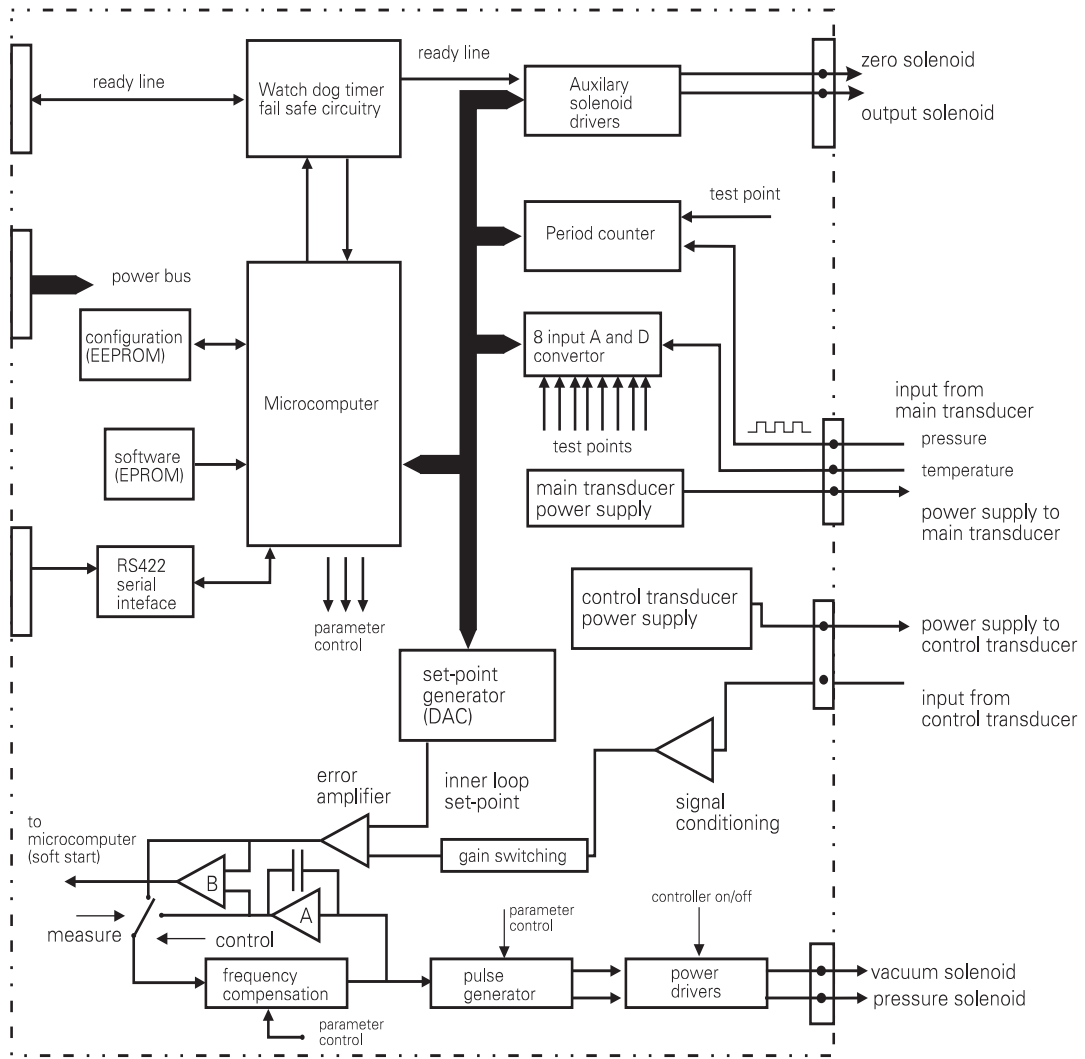 ready line
Watch dog timer
fail safe circuitry
ready line
Auxilary
solenoid
drivers
zero solenoid
output solenoid
test point
Period counter
power bus
configuration
(EEPROM)
8 input A and D
convertor
Microcomputer
input from
main transducer
test points
pressure
software
(EPROM)
temperature
main transducer
power supply
power supply to
main transducer
RS422
serial
inteface
control transducer
power supply
parameter
control
power supply to
control transducer
set-point
generator
(DAC)
input from
control transducer
error
amplifier
inner loop
set-point
signal
conditioning
to
microcomputer
(soft start)
gain switching
B
A
measure
control
parameter
control
controller on/off
frequency
compensation
pulse
generator
power
drivers
vacuum solenoid
pressure solenoid
parameter
control